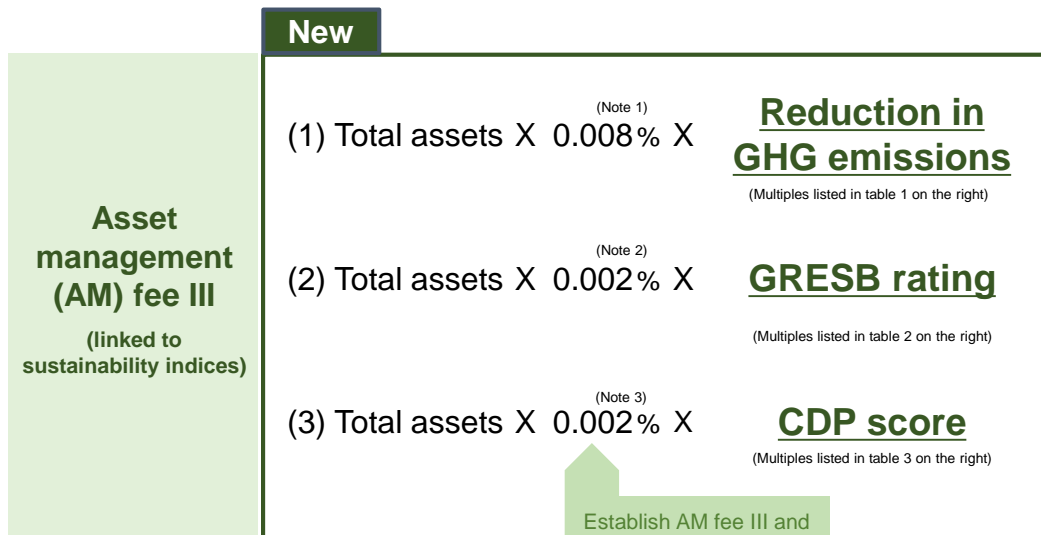 New
Asset
management
(AM) fee III
(linked to
sustainability indices)
(Note 1)
(1) Total assets X 0.008% X
Reduction in
GHG emissions
(Multiples listed in table 1 on the right)
(Note 2)
(2) Total assets X 0.002% X
GRESB rating
(Multiples listed in table 2 on the right)
(Note 3)
(3) Total assets X 0.002% X
CDP score
(Multiples listed in table 3 on the right)
Establish AM fee III and